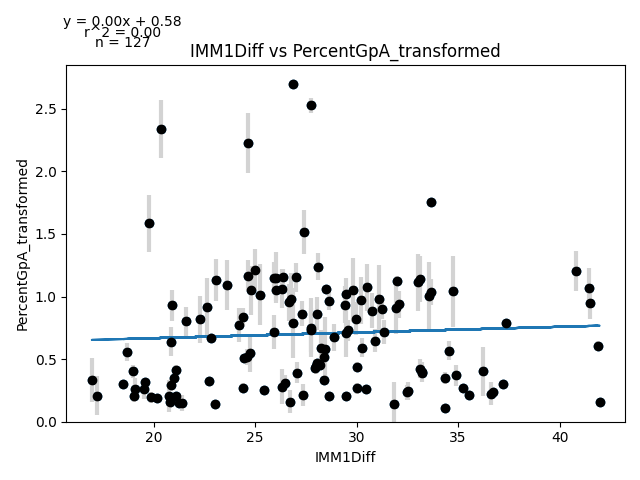 y = 0.00x + 0.58
r^2 = 0.00
n = 127
IMM1Diff vs PercentGpA_transformed
PercentGpA_transformed
2.5
2.0
1.5
1.0
0.5
0.0
20 25 30 35 40
IMM1Diff